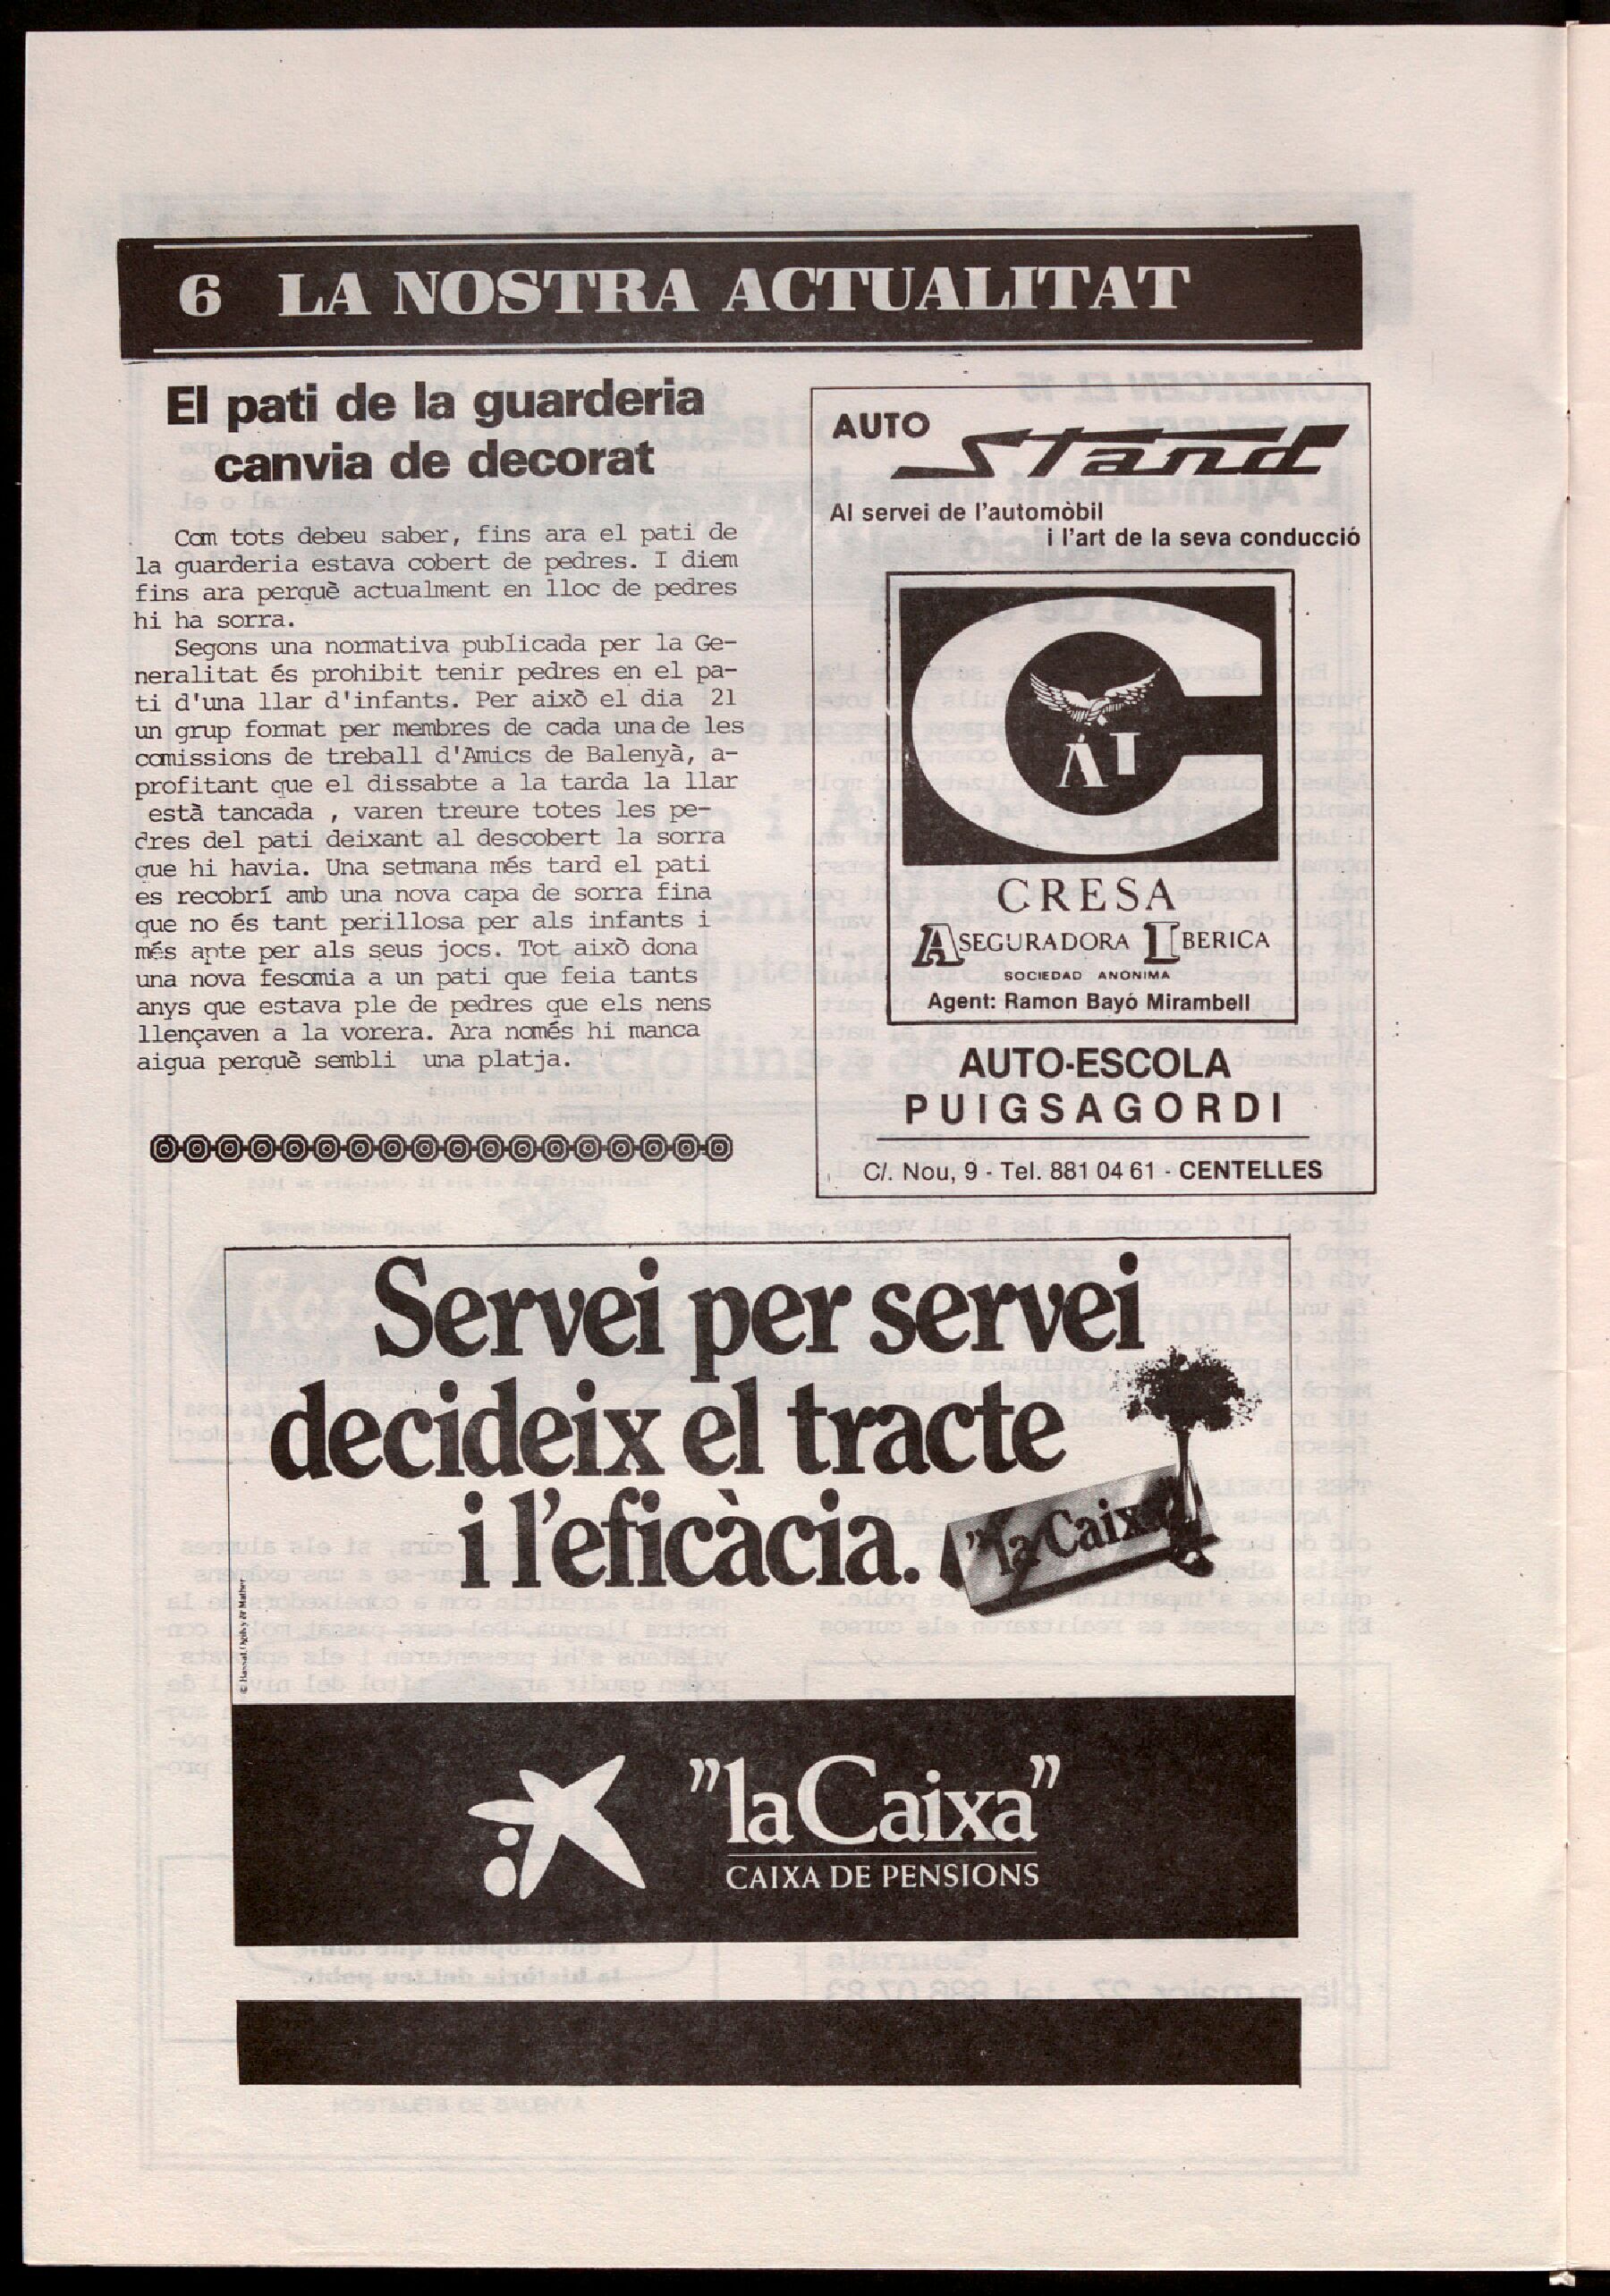 6 LA NOSTRA ACTUALITAT
El pati de la guarderia
canvia de decorat
Com tots debeu saber, fins ara el pati de
la guarderia estava cobert de pedres. I diem
fins ara perquè actualment en lloc de pedres
hi ha sorra.
Segons una normativa publicada per la Ge-
neralitat és prohibit tenir pedres en el pa-
ti d'una llar d'infants. Per això el dia 21
un grup format per membres de cada una de les
comissions de treball d'Amics de Balenyà, a-
profitant que el dissabte a la tarda la llar
està tancada , varen treure totes les pe-
dres del pati deixant al descobert la sorra
que hi havia. Una setmana més tard el pati
es recobrí amb una nova capa de sorra fina
que no és tant perillosa per als infants i
més apte per als seus jocs. Tot això dona
una nova fesomia a un pati que feia tants
anys que estava ple de pedres que els nens
llençaven a la vorera. Ara només hi manca
aigua perquè sembli una platja.
AUTO Stand
Al servei de l'automòbil
i l'art de la seva conducció
AI
CRESA
ASEGURADORA IBERICA
SOCIEDAD ANONIMA
Agent: Ramon Bayó Mirambell
AUTO-ESCOLA
PUIGSAGORDI
C/. Nou, 9 - Tel. 881 04 61 - CENTELLES
Servei per servei
decideix el tracte
i l'eficàcia.
"la Caixa"
© Bassat, Ogilvy & Mather
"la Caixa"
CAIXA DE PENSIONS